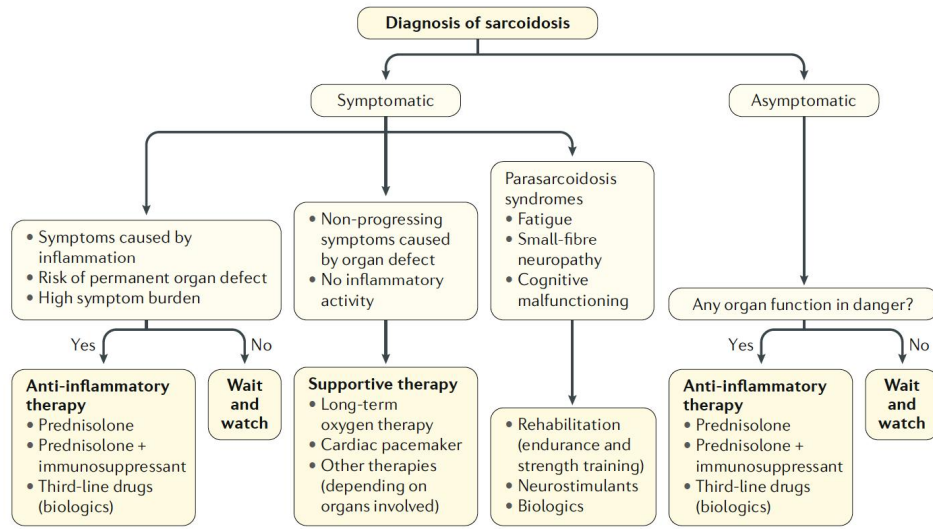 Diagnosis of sarcoidosis
Symptomatic
Asymptomatic
• Symptoms caused by
inflammation
• Risk of permanent organ defect
• High symptom burden
• Non-progressing
symptoms caused
by organ defect
• No inflammatory
activity
Parasarcoidosis
syndromes
• Fatigue
• Small-fibre
neuropathy
• Cognitive
malfunctioning
Any organ function in danger?
Yes
No
Yes
No
Anti-inflammatory
therapy
• Prednisolone
• Prednisolone +
immunosuppressant
• Third-line drugs
(biologics)
Wait
and
watch
Supportive therapy
• Long-term
oxygen therapy
• Cardiac pacemaker
• Other therapies
(depending on
organs involved)
• Rehabilitation
(endurance and
strength training)
• Neurostimulants
• Biologics
Anti-inflammatory
therapy
• Prednisolone
• Prednisolone +
immunosuppressant
• Third-line drugs
(biologics)
Wait
and
watch